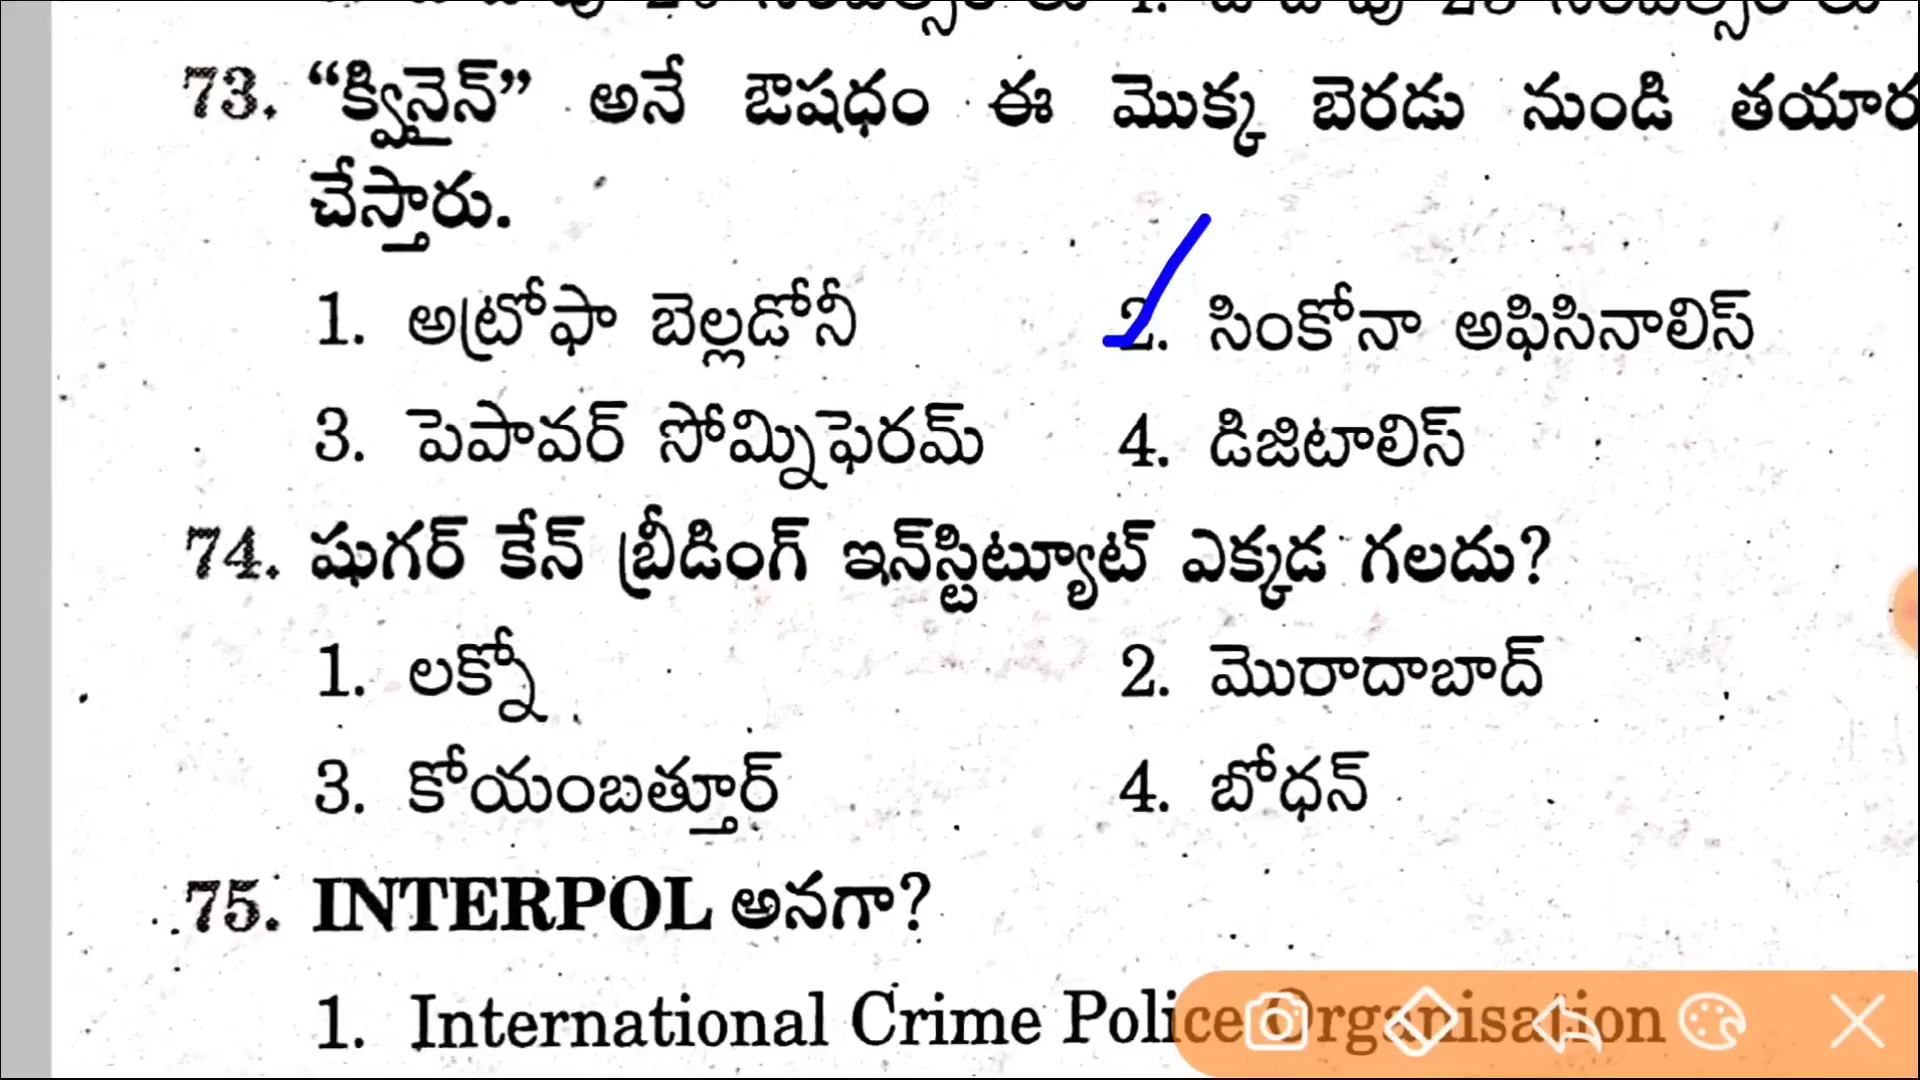 73. “క్వినైన్” అనే ఔషధం ఈ మొక్క బెరడు నుండి తయార
చేస్తారు.
1. అట్రోఫా బెల్లడోనీ 2. సింకోనా అఫిసినాలిస్
3. పెపావర్ సోమ్నిఫెరమ్ 4. డిజిటాలిస్
74. షుగర్ కేన్ బ్రీడింగ్ ఇన్‌స్టిట్యూట్ ఎక్కడ గలదు?
1. లక్నో 2. మొరాదాబాద్
3. కోయంబత్తూర్ 4. బోధన్
75. INTERPOL అనగా?
1. International Crime Police Organisation